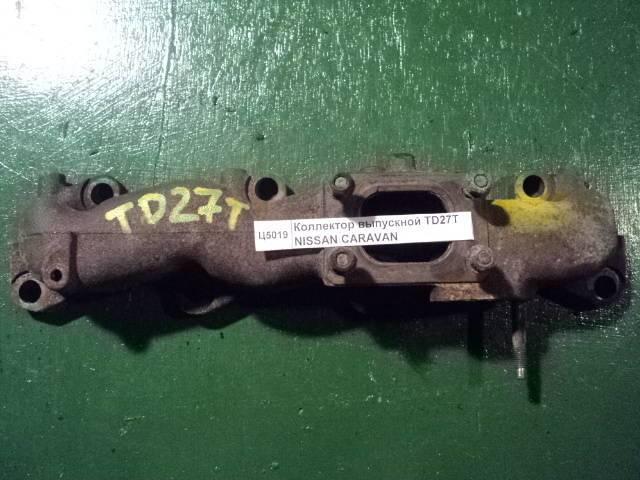 TD27T
Ц5019
Коллектор выпускной TD27T
NISSAN CARAVAN